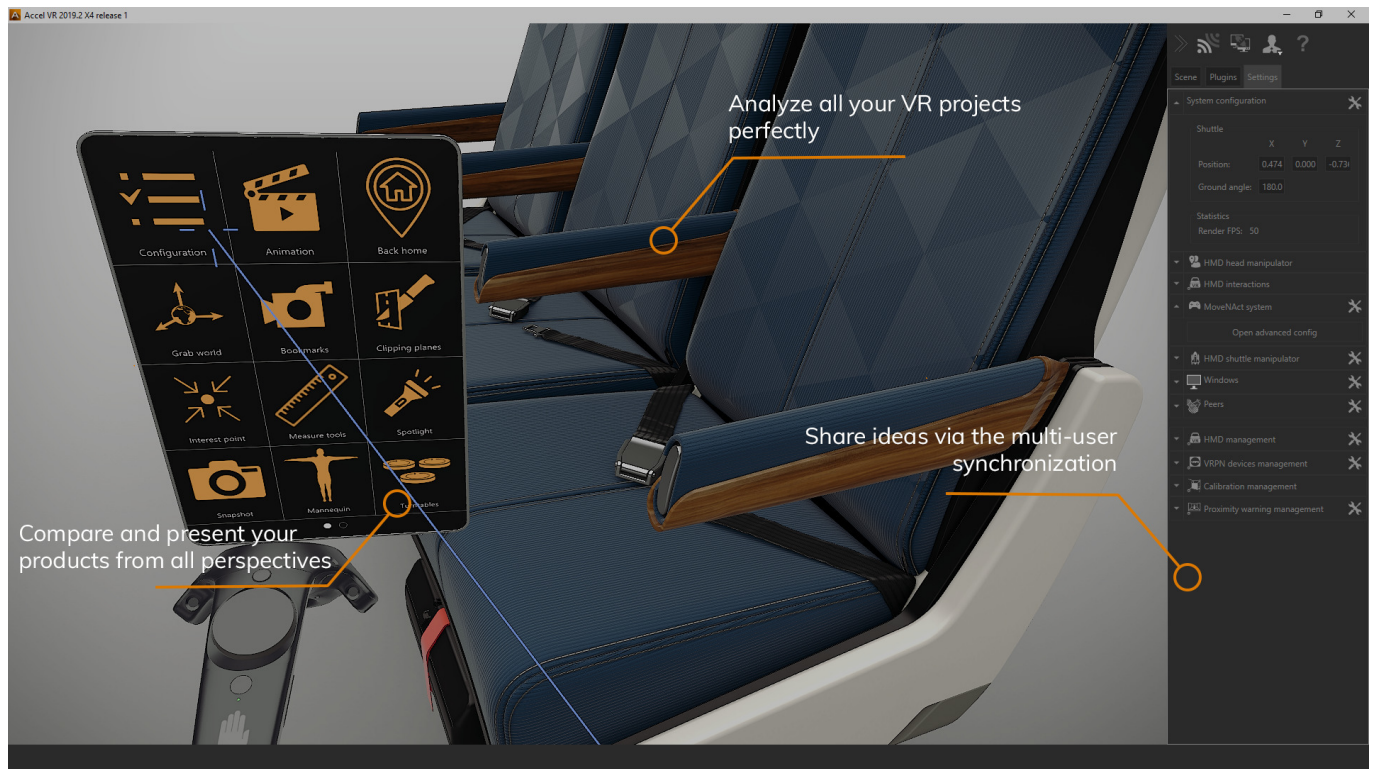 Accel VR 2019.2 X4 release 1
Analyze all your VR projects
perfectly
Configuration
Animation
Back home
Grab world
Bookmarks
Clipping planes
Interest point
Measure tools
Spotlight
Snapshot
Mannequin
Compare and present your
products from all perspectives
Share ideas via the multi-user
synchronization
Scene Plugins Settings
System configuration
Shuttle
X Y Z
Position: 0.474 0.000
Ground angle: 180.0
Statistics
Render FPS: 50
HMD head manipulator
HMD interactions
MoveNAct system
Open advanced config
HMD shuttle manipulator
Windows
Peers
HMD management
VRPN devices management
Calibration management
Proximity warning management